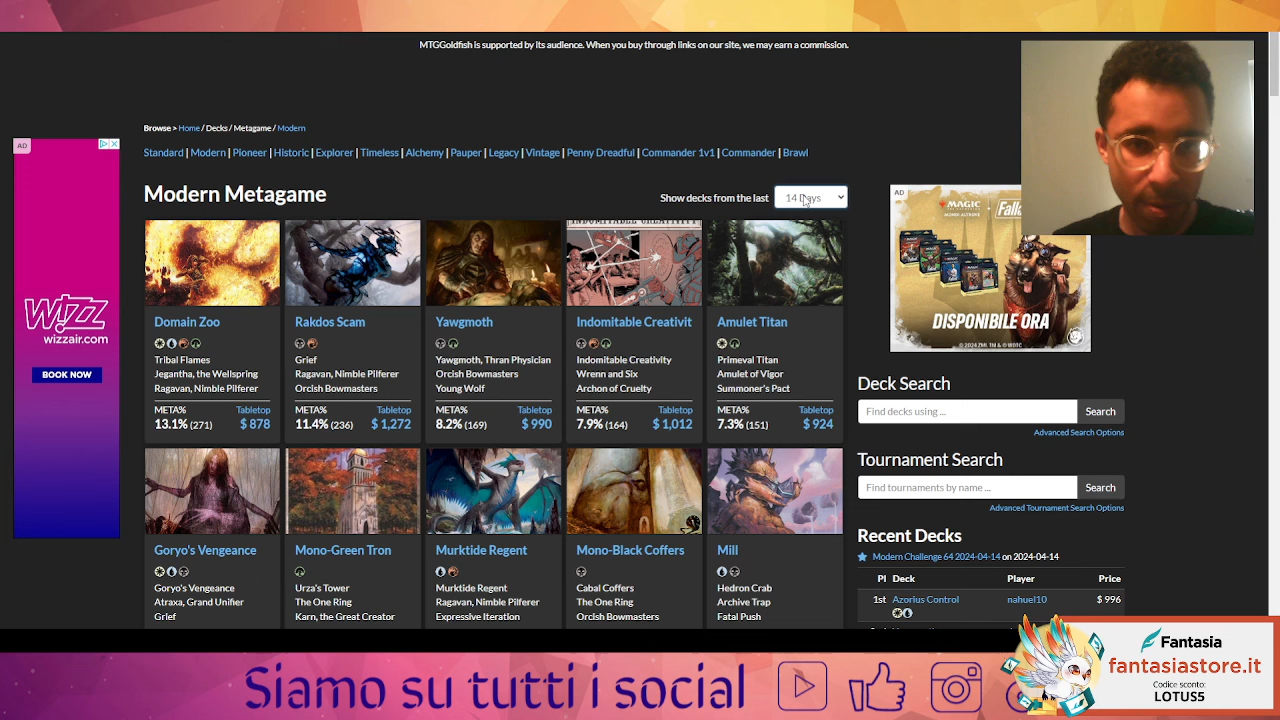 MTGGoldfish is supported by its audience. When you buy through links on our site, we may earn a commission.
Browse > Home / Decks / Metagame / Modern
Standard | Modern | Pioneer | Historic | Explorer | Timeless | Alchemy | Pauper | Legacy | Vintage | Penny Dreadful | Commander 1v1 | Commander | Brawl
Modern Metagame
Show decks from the last 14 Days
AD
WIZZ
wizzair.com
BOOK NOW
INDOMITABLE CREATIVITY
Domain Zoo
Tribal Flames
Jegantha, the Wellspring
Ragavan, Nimble Pilferer
META% Tabletop
13.1% (271) $ 878
Rakdos Scam
Grief
Ragavan, Nimble Pilferer
Orcish Bowmasters
META% Tabletop
11.4% (236) $ 1,272
Yawgmoth
Yawgmoth, Thran Physician
Orcish Bowmasters
Young Wolf
META% Tabletop
8.2% (169) $ 990
Indomitable Creativit
Indomitable Creativity
Wrenn and Six
Archon of Cruelty
META% Tabletop
7.9% (164) $ 1,012
Amulet Titan
Primeval Titan
Amulet of Vigor
Summoner's Pact
META% Tabletop
7.3% (151) $ 924
Goryo's Vengeance
Goryo's Vengeance
Atraxa, Grand Unifier
Grief
Mono-Green Tron
Urza's Tower
The One Ring
Karn, the Great Creator
Murktide Regent
Murktide Regent
Ragavan, Nimble Pilferer
Expressive Iteration
Mono-Black Coffers
Cabal Coffers
The One Ring
Orcish Bowmasters
Mill
Hedron Crab
Archive Trap
Fatal Push
AD
MAGIC
DISPONIBILE ORA
Deck Search
Find decks using ... Search
Advanced Search Options
Tournament Search
Find tournaments by name ... Search
Advanced Tournament Search Options
Recent Decks
Modern Challenge 64 2024-04-14 on 2024-04-14
Pl Deck Player Price
1st Azorius Control nahuel10 $ 996
Siamo su tutti i social
Fantasia
fantasiastore.it
Codice sconto:
LOTUS5